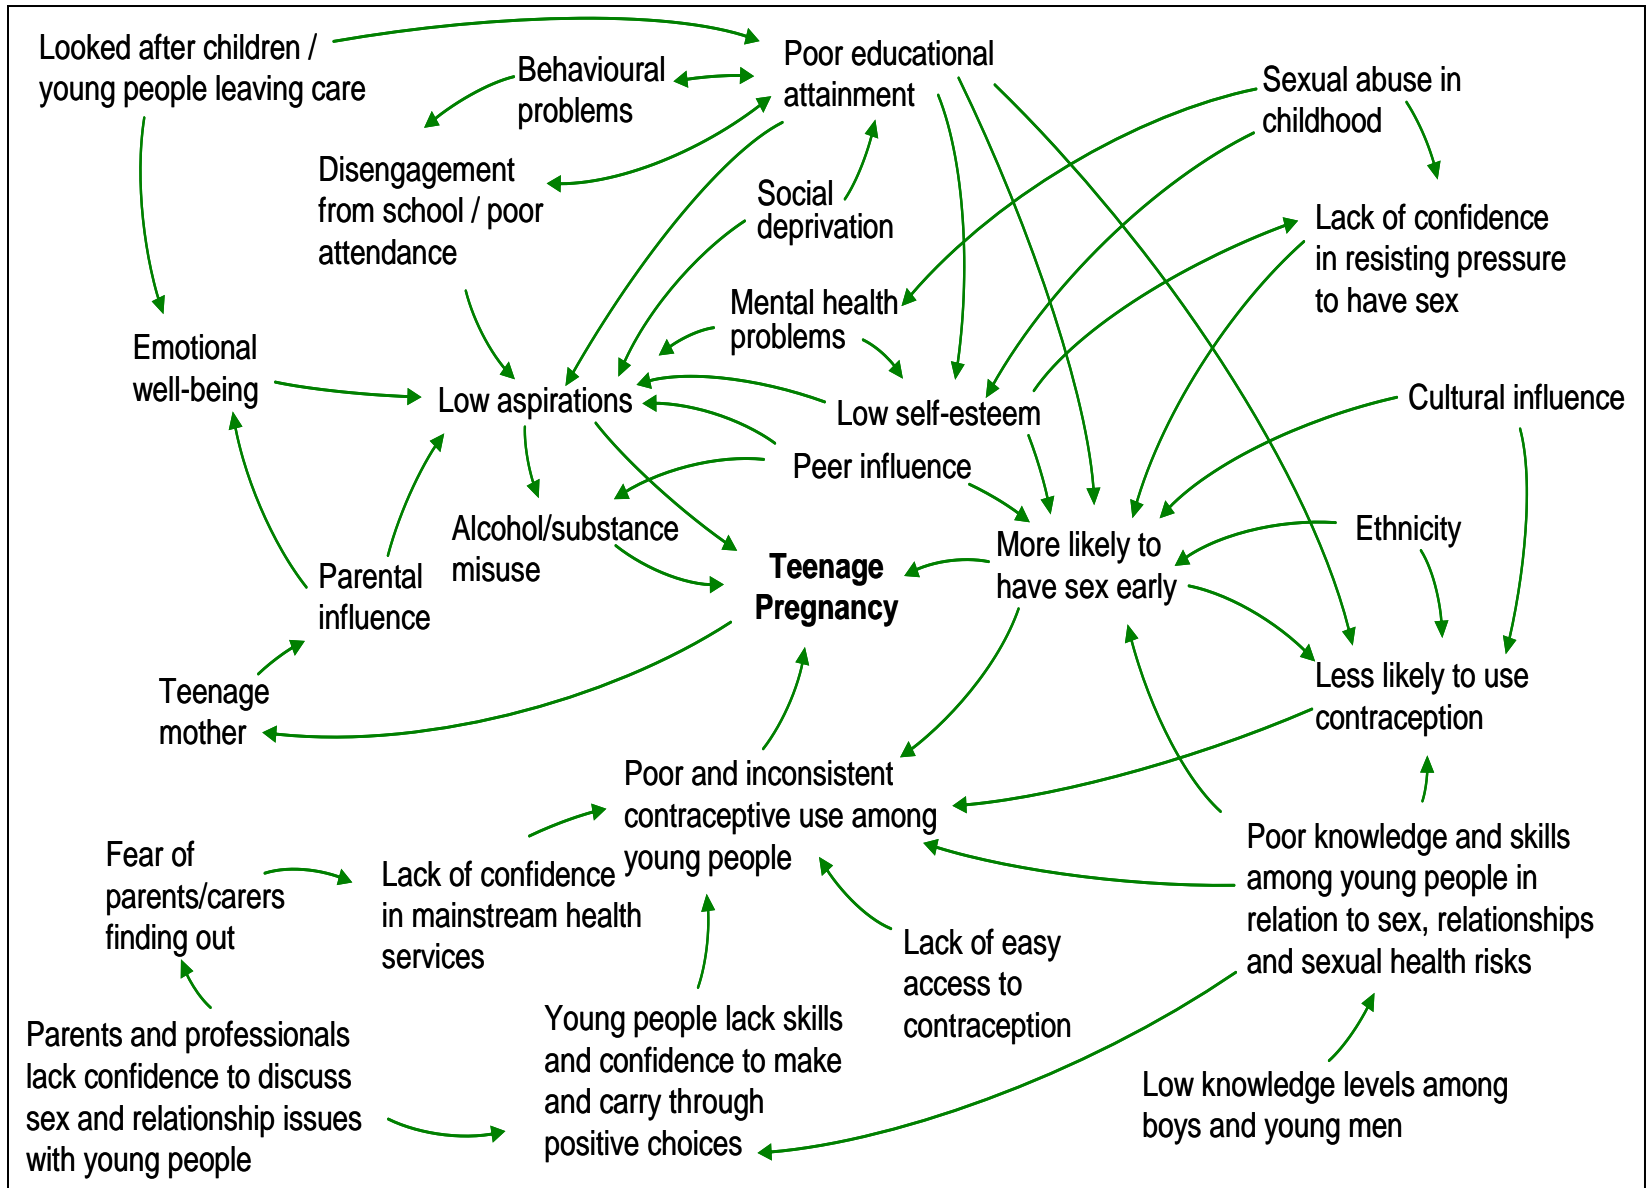 Looked after children /
young people leaving care
Behavioural
problems
Poor educational
attainment
Sexual abuse in
childhood
Disengagement
from school / poor
attendance
Social
deprivation
Lack of confidence
in resisting pressure
to have sex
Mental health
problems
Emotional
well-being
Low aspirations
Low self-esteem
Cultural influence
Peer influence
Alcohol/substance
misuse
Ethnicity
More likely to
have sex early
Teenage
Pregnancy
Parental
influence
Teenage
mother
Less likely to use
contraception
Poor and inconsistent
contraceptive use among
young people
Poor knowledge and skills
among young people in
relation to sex, relationships
and sexual health risks
Fear of
parents/carers
finding out
Lack of confidence
in mainstream health
services
Lack of easy
access to
contraception
Young people lack skills
and confidence to make
and carry through
positive choices
Parents and professionals
lack confidence to discuss
sex and relationship issues
with young people
Low knowledge levels among
boys and young men